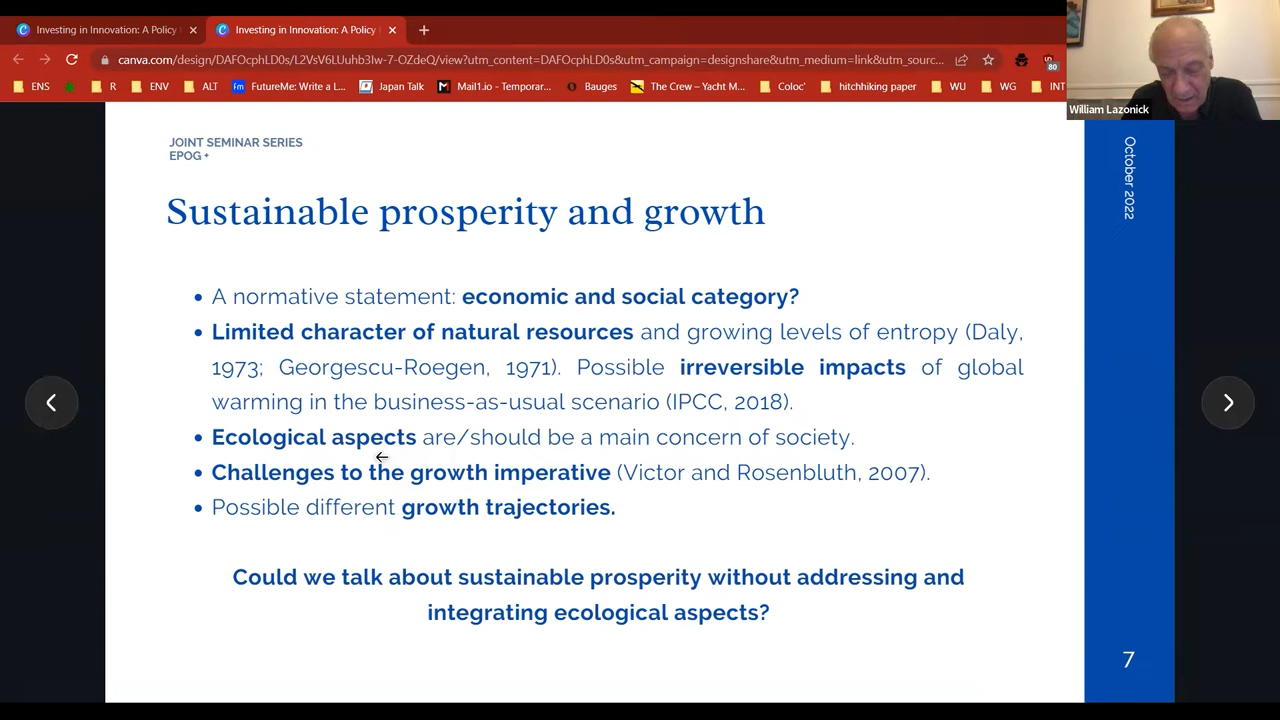 Investing in Innovation: A Policy
Investing in Innovation: A Policy
canva.com/design/DAFOcphLD0s/L2VsV6LUuhb3Iw-7-OZdeQ/view?utm_content=DAFOcphLD0s&utm_campaign=designshare&utm_medium=link&utm_sourc...
80
ENS
R
ENV
ALT
Fm FutureMe: Write a L...
Japan Talk
Mail1.io - Tempora...
Bauges
The Crew – Yacht M...
Coloc'
hitchhiking paper
WU
WG
INT
William Lazonick
JOINT SEMINAR SERIES
EPOG +
October 2022
Sustainable prosperity and growth
• A normative statement: economic and social category?
• Limited character of natural resources and growing levels of entropy (Daly,
1973; Georgescu-Roegen, 1971). Possible irreversible impacts of global
warming in the business-as-usual scenario (IPCC, 2018).
• Ecological aspects are/should be a main concern of society.
• Challenges to the growth imperative (Victor and Rosenbluth, 2007).
• Possible different growth trajectories.
Could we talk about sustainable prosperity without addressing and
integrating ecological aspects?
7